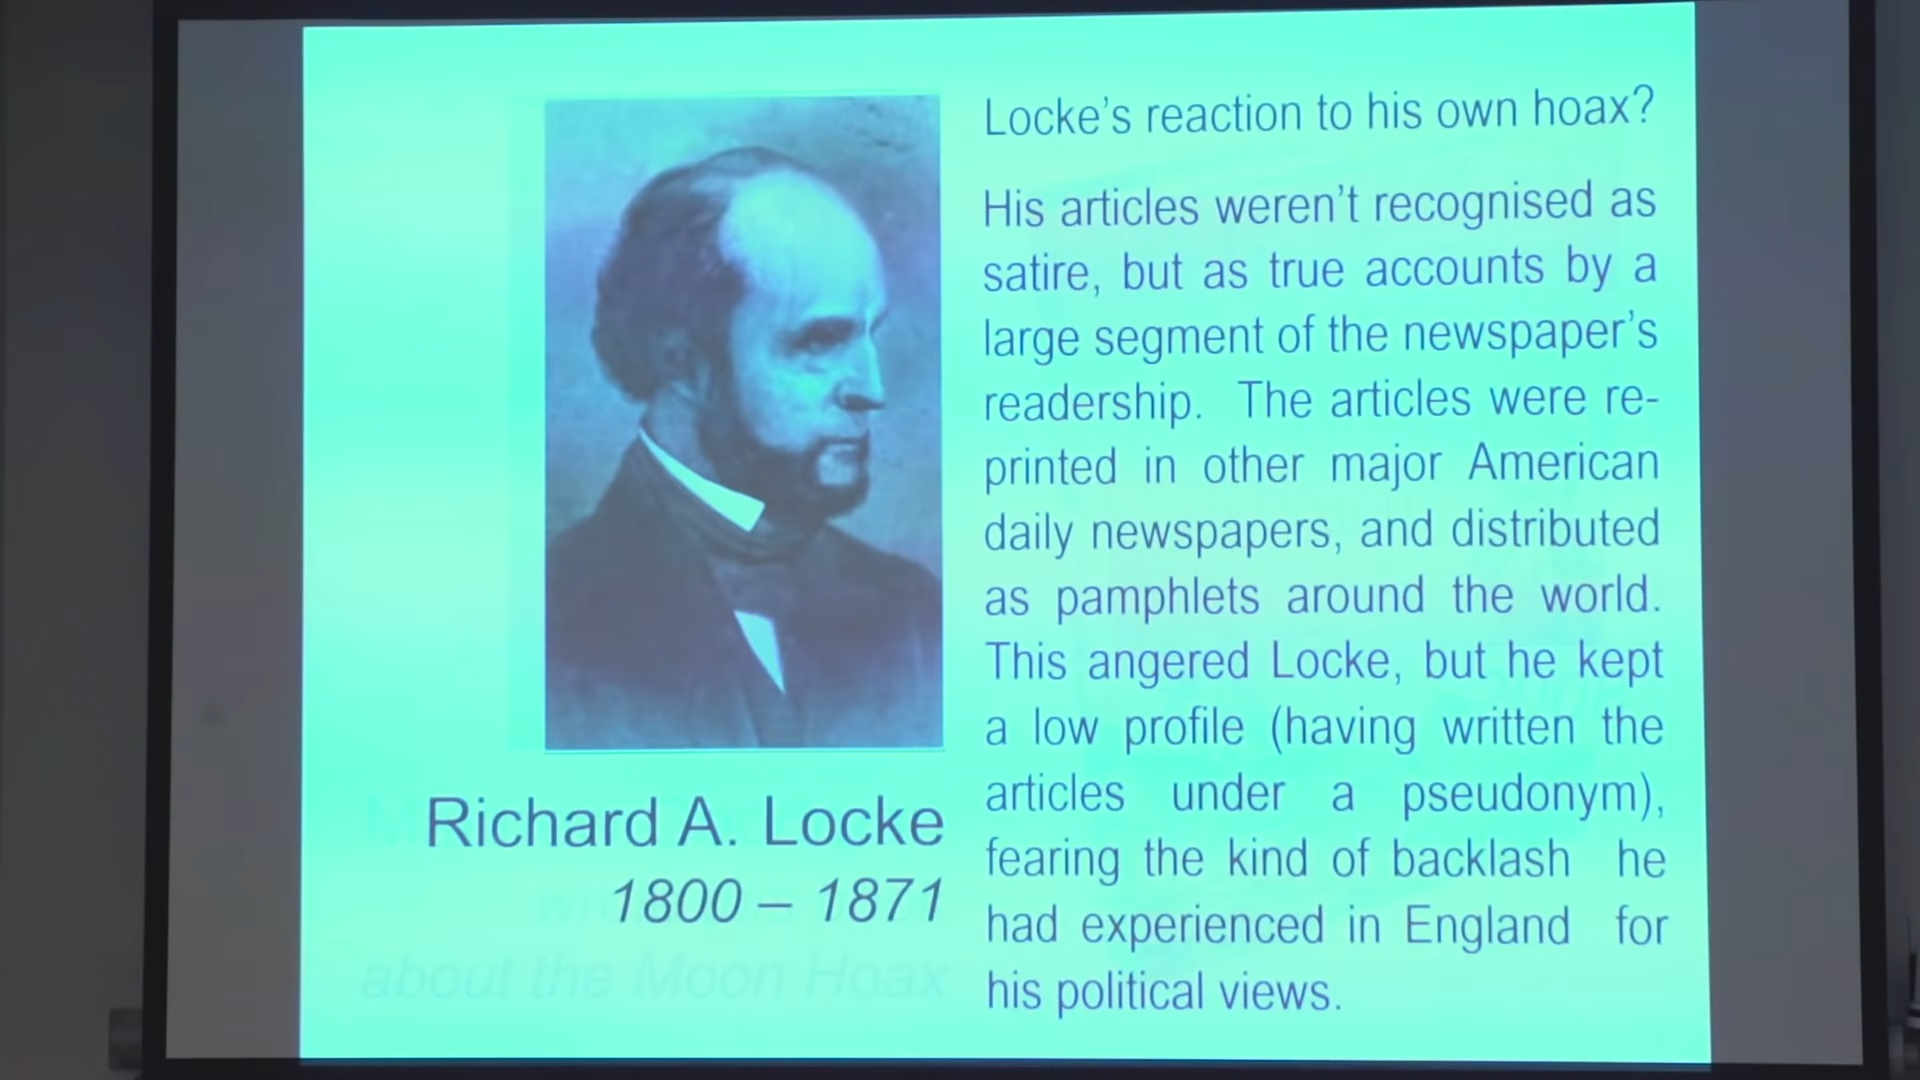 Locke's reaction to his own hoax?
His articles weren't recognised as
satire, but as true accounts by a
large segment of the newspaper's
readership. The articles were re-
printed in other major American
daily newspapers, and distributed
as pamphlets around the world.
This angered Locke, but he kept
a low profile (having written the
articles under a pseudonym),
fearing the kind of backlash he
had experienced in England for
his political views.
Richard A. Locke
1800 – 1871
about the Moon Hoax